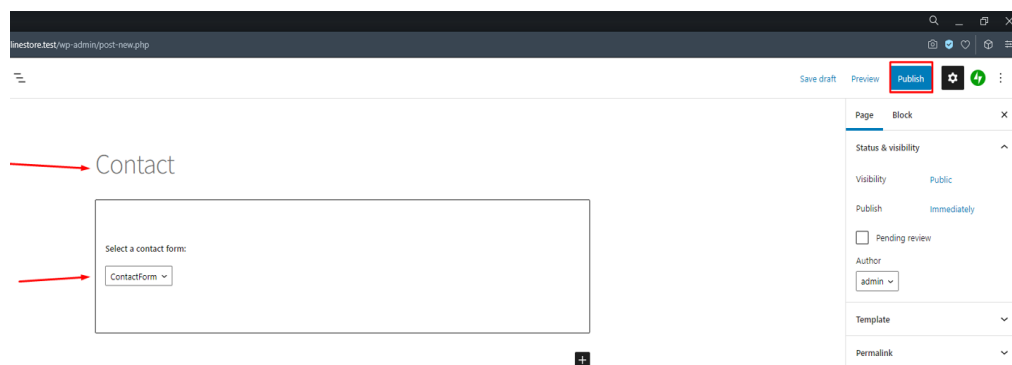 linestore.test/wp-admin/post-new.php
Save draft Preview Publish
Page Block
Status & visibility
Contact
Visibility Public
Publish Immediately
Select a contact form:
Pending review
Author
ContactForm
admin
Template
Permalink